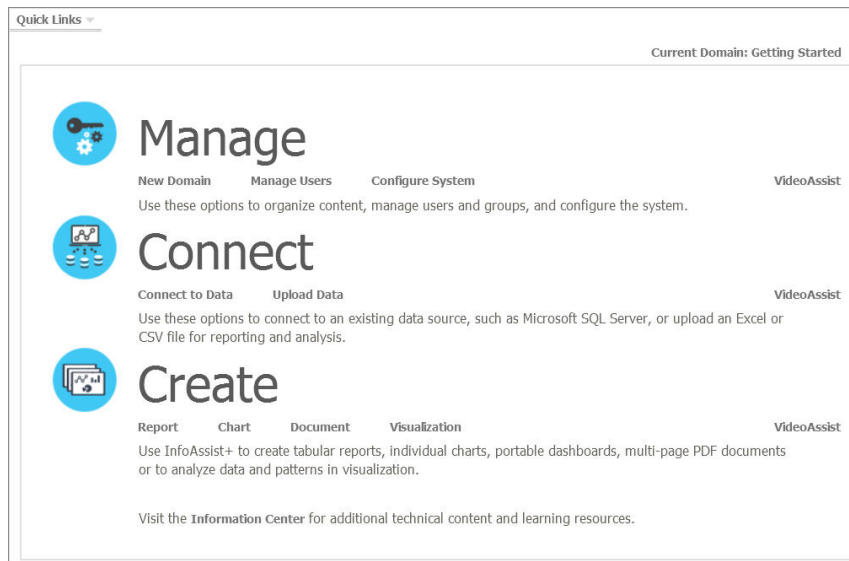 Quick Links
Current Domain: Getting Started
Manage
New Domain Manage Users Configure System VideoAssist
Use these options to organize content, manage users and groups, and configure the system.
Connect
Connect to Data Upload Data VideoAssist
Use these options to connect to an existing data source, such as Microsoft SQL Server, or upload an Excel or
CSV file for reporting and analysis.
Create
Report Chart Document Visualization VideoAssist
Use InfoAssist+ to create tabular reports, individual charts, portable dashboards, multi-page PDF documents
or to analyze data and patterns in visualization.
Visit the Information Center for additional technical content and learning resources.